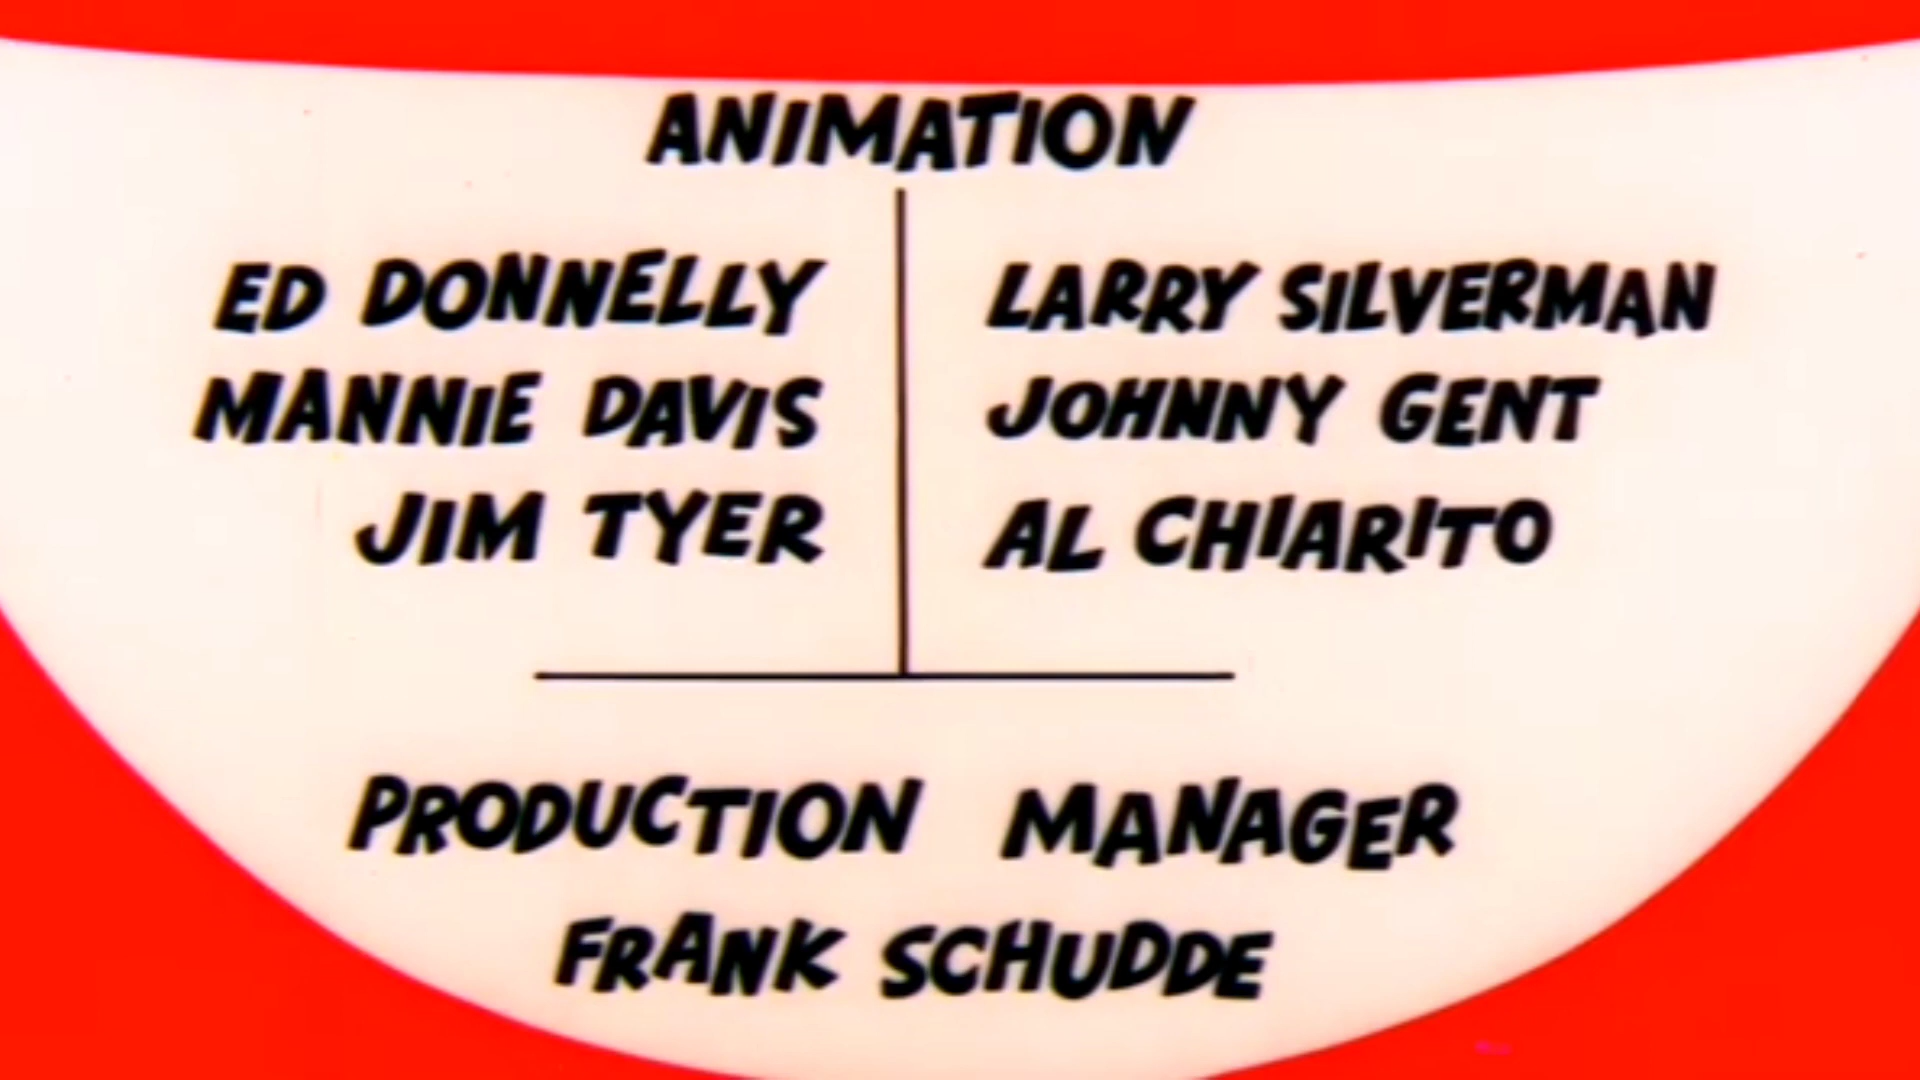 ANIMATION
ED DONNELLY
MANNIE DAVIS
JIM TYER
LARRY SILVERMAN
JOHNNY GENT
AL CHIARITO
PRODUCTION MANAGER
FRANK SCHUDDE